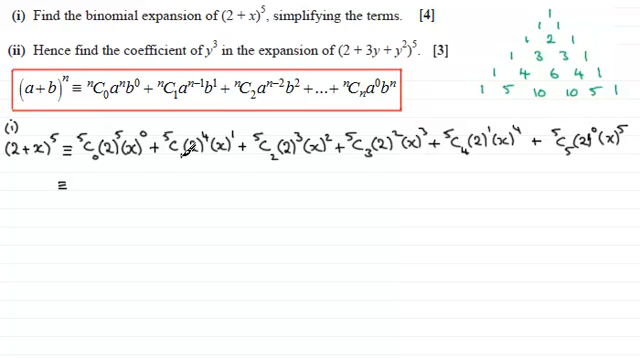 (i) Find the binomial expansion of (2 + x)⁵, simplifying the terms. [4]
(ii) Hence find the coefficient of y³ in the expansion of (2 + 3y + y²)⁵. [3]
(a+b)ⁿ ≡ ⁿC₀aⁿb⁰ + ⁿC₁aⁿ⁻¹b¹ + ⁿC₂aⁿ⁻²b² + ... + ⁿCₙa⁰bⁿ
1
1 1
1 2 1
1 3 3 1
1 4 6 4 1
1 5 10 10 5 1
(i)
(2+x)⁵ ≡ ⁵C₀(2)⁵(x)⁰ + ⁵C₁(2)⁴(x)¹ + ⁵C₂(2)³(x)² + ⁵C₃(2)²(x)³ + ⁵C₄(2)¹(x)⁴ + ⁵C₅(2)⁰(x)⁵
≡